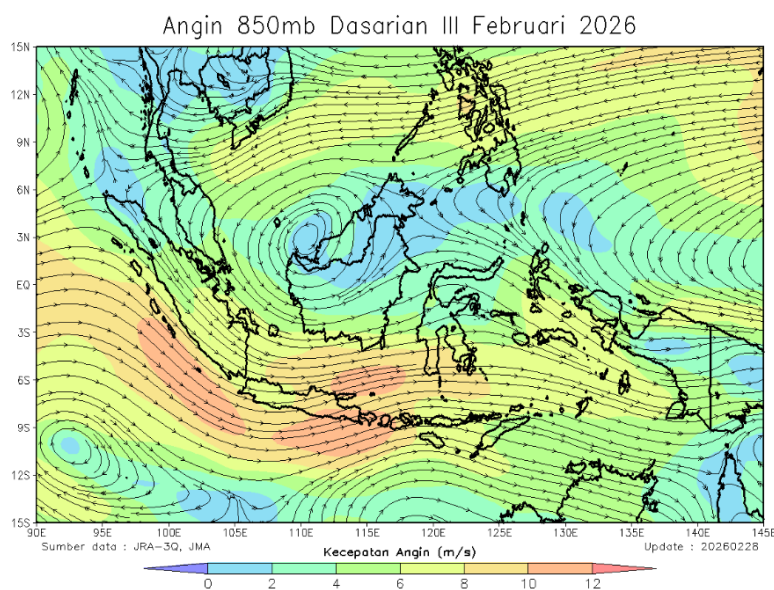 Angin 850mb Dasarian III Februari 2026
15N
12N
9N
6N
3N
EQ
3S
6S
9S
12S
15S
90E 95E 100E 105E 110E 115E 120E 125E 130E 135E 140E 145E
Sumber data : JRA-3Q, JMA
Update : 20260228
Kecepatan Angin (m/s)
0 2 4 6 8 10 12